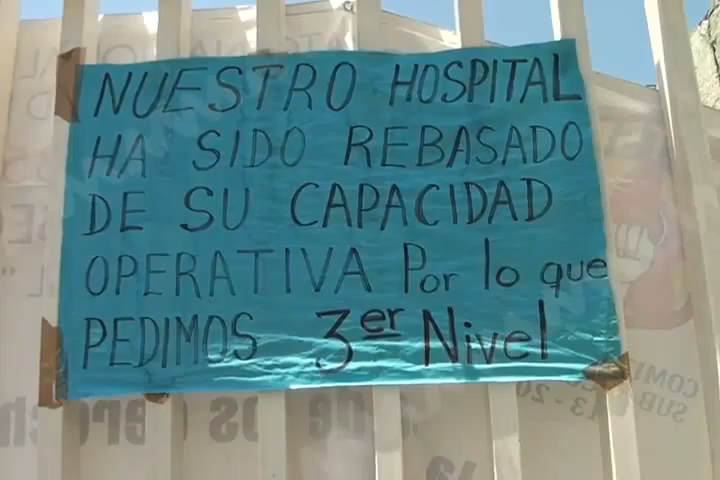 NUESTRO HOSPITAL
HA SIDO REBASADO
DE SU CAPACIDAD
OPERATIVA Por lo que
PEDIMOS 3er Nivel